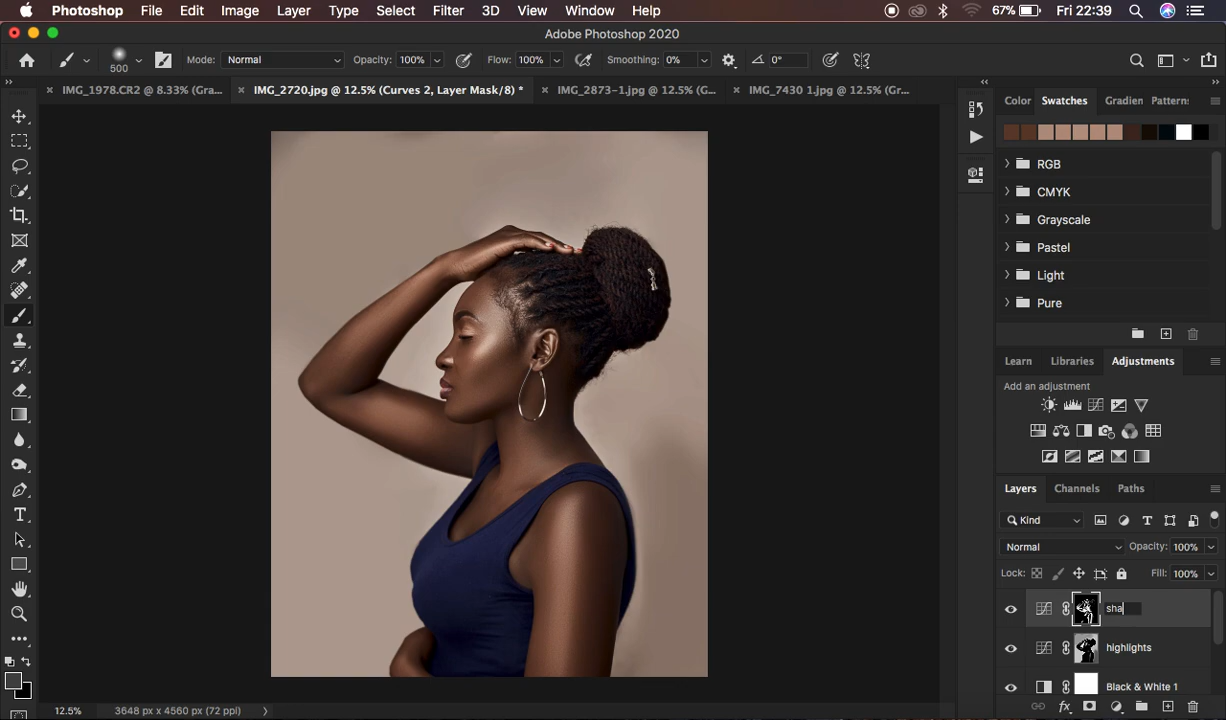 Photoshop File Edit Image Layer Type Select Filter 3D View Window Help 67% Fri 22:39
Adobe Photoshop 2020
500 Mode: Normal Opacity: 100% Flow: 100% Smoothing: 0% 0°
IMG_1978.CR2 @ 8.33% (Gra... IMG_2720.jpg @ 12.5% (Curves 2, Layer Mask/8) * IMG_2873-1.jpg @ 12.5% (G... IMG_7430 1.jpg @ 12.5% (Gr...
Color Swatches Gradien Patterns
RGB
CMYK
Grayscale
Pastel
Light
Pure
Learn Libraries Adjustments
Add an adjustment
Layers Channels Paths
Kind
Normal Opacity: 100%
Lock: Fill: 100%
sha
highlights
Black & White 1
12.5% 3648 px x 4560 px (72 ppi)